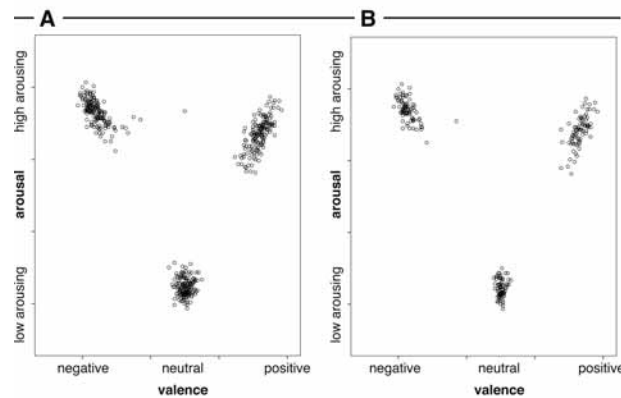 A
B
high arousing
arousal
low arousing
negative
neutral
positive
valence
high arousing
arousal
low arousing
negative
neutral
positive
valence